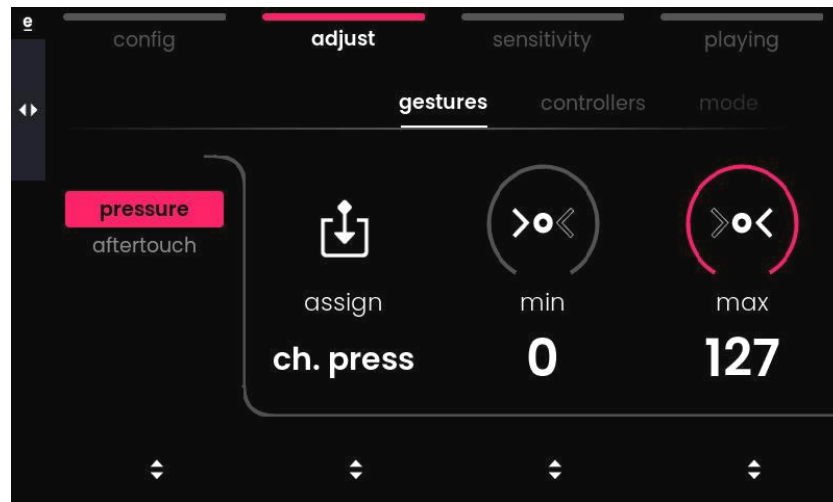 e
config adjust sensitivity playing
gestures controllers mode
pressure
aftertouch
assign min max
ch. press 0 127